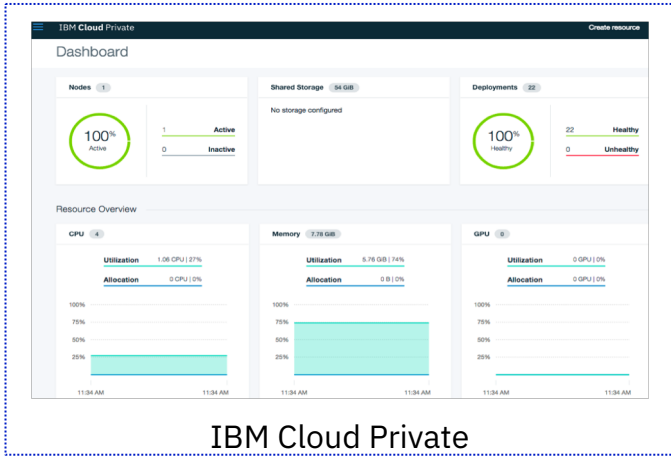 IBM Cloud Private
Create resource
Dashboard
Nodes 1
Shared Storage 54 GiB
Deployments 22
No storage configured
100%
Active
1 Active
0 Inactive
100%
Healthy
22 Healthy
0 Unhealthy
Resource Overview
CPU 4
Memory 7.78 GiB
GPU 0
Utilization 1.06 CPU | 27%
Utilization 5.76 GiB | 74%
Utilization 0 GPU | 0%
Allocation 0 CPU | 0%
Allocation 0 B | 0%
Allocation 0 GPU | 0%
100%
75%
50%
25%
11:34 AM 11:34 AM
100%
75%
50%
25%
11:34 AM 11:34 AM
100%
75%
50%
25%
11:34 AM 11:34 AM
IBM Cloud Private